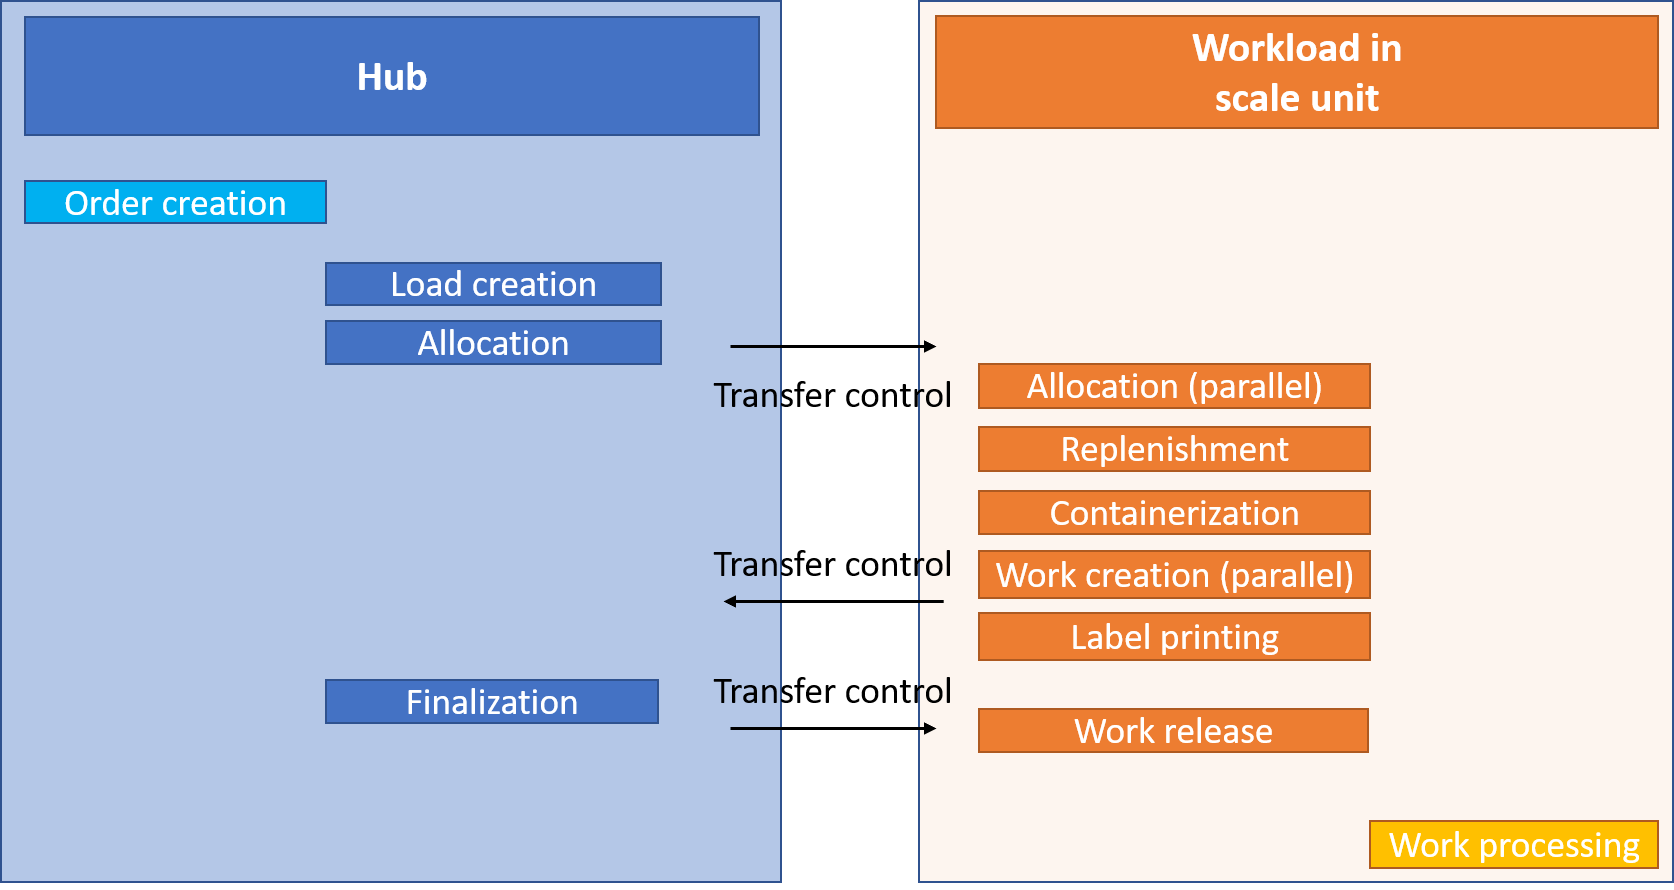 Hub
Workload in
scale unit
Order creation
Load creation
Allocation
Transfer control
Allocation (parallel)
Replenishment
Containerization
Transfer control
Work creation (parallel)
Label printing
Finalization
Transfer control
Work release
Work processing